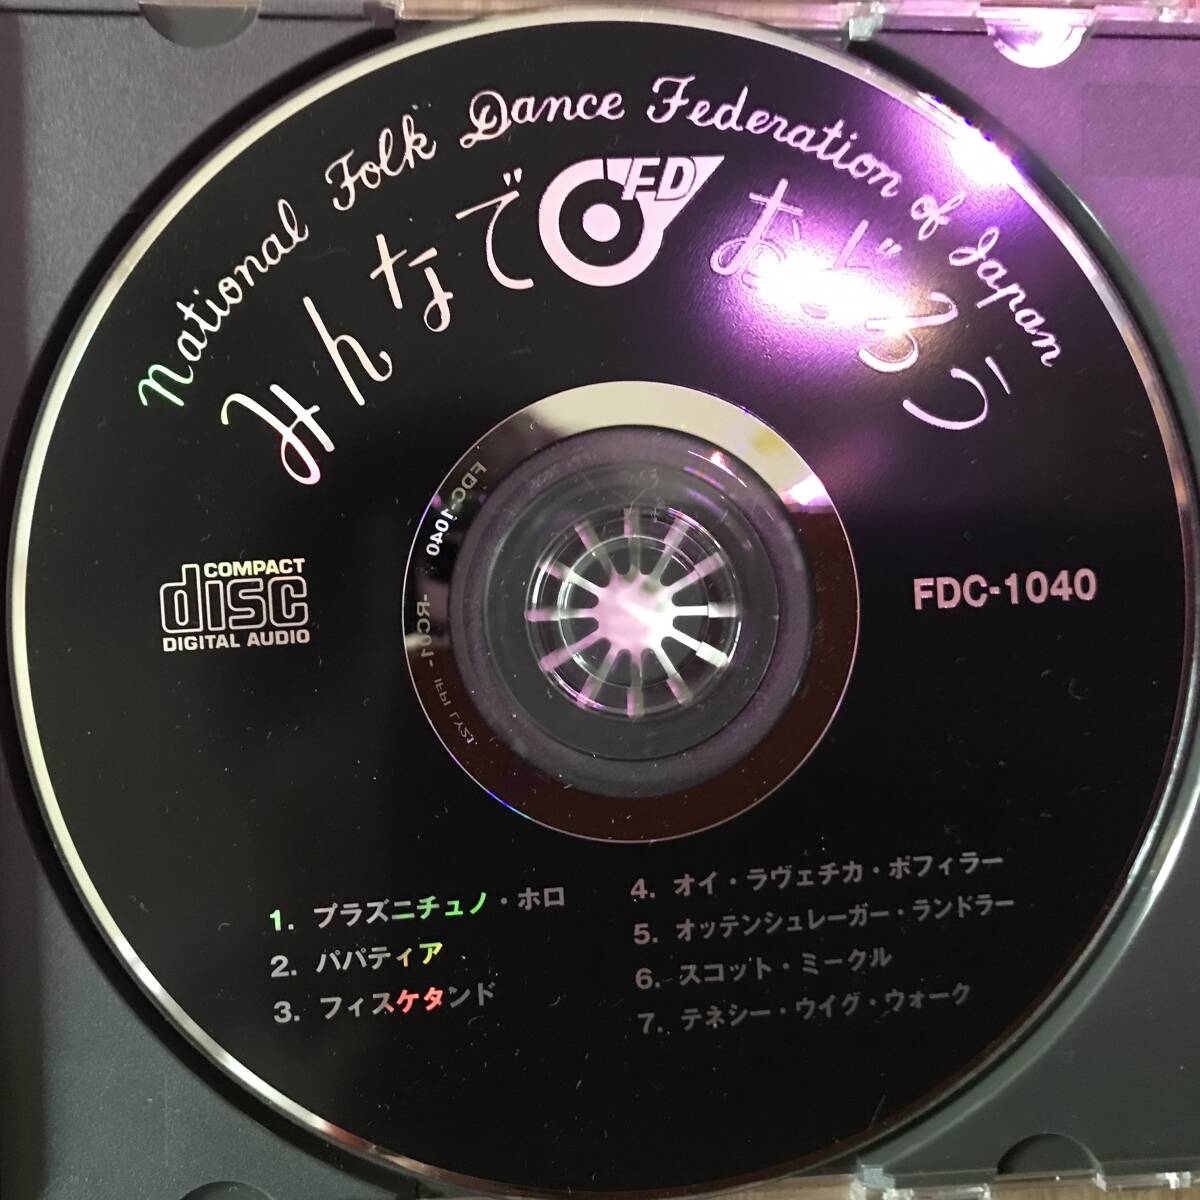 National Folk Dance Federation of Japan
みんなで FD おどろう
COMPACT
disc
DIGITAL AUDIO
FDC-1040
FDC-1040
-RC01-
IFPI
1. プラズニチュノ・ホロ
2. パパティア
3. フィスケタンド
4. オイ・ラヴェチカ・ポフィラー
5. オッテンシュレーガー・ランドラー
6. スコット・ミークル
7. テネシー・ウイグ・ウォーク